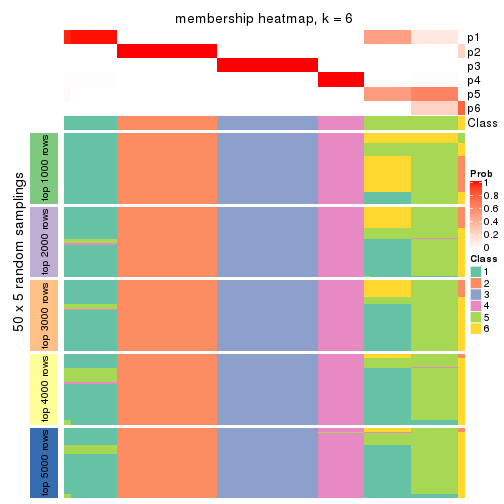 membership heatmap, k = 6
p1
p2
p3
p4
p5
p6
Class
50 x 5 random samplings
top 1000 rows
top 2000 rows
top 3000 rows
top 4000 rows
top 5000 rows
Prob
1
0.8
0.6
0.4
0.2
0
Class
1
2
3
4
5
6